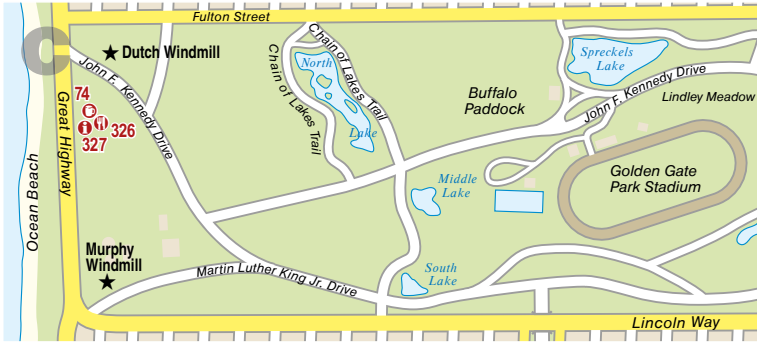 Fulton Street
C
Dutch Windmill
John F. Kennedy Drive
Great Highway
Ocean Beach
74
326
327
Chain of Lakes Trail
Chain of Lakes Trail
North
Lake
Buffalo
Paddock
Spreckels
Lake
John F. Kennedy Drive
Lindley Meadow
Golden Gate
Park Stadium
Middle
Lake
South
Lake
Murphy
Windmill
Martin Luther King Jr. Drive
Lincoln Way